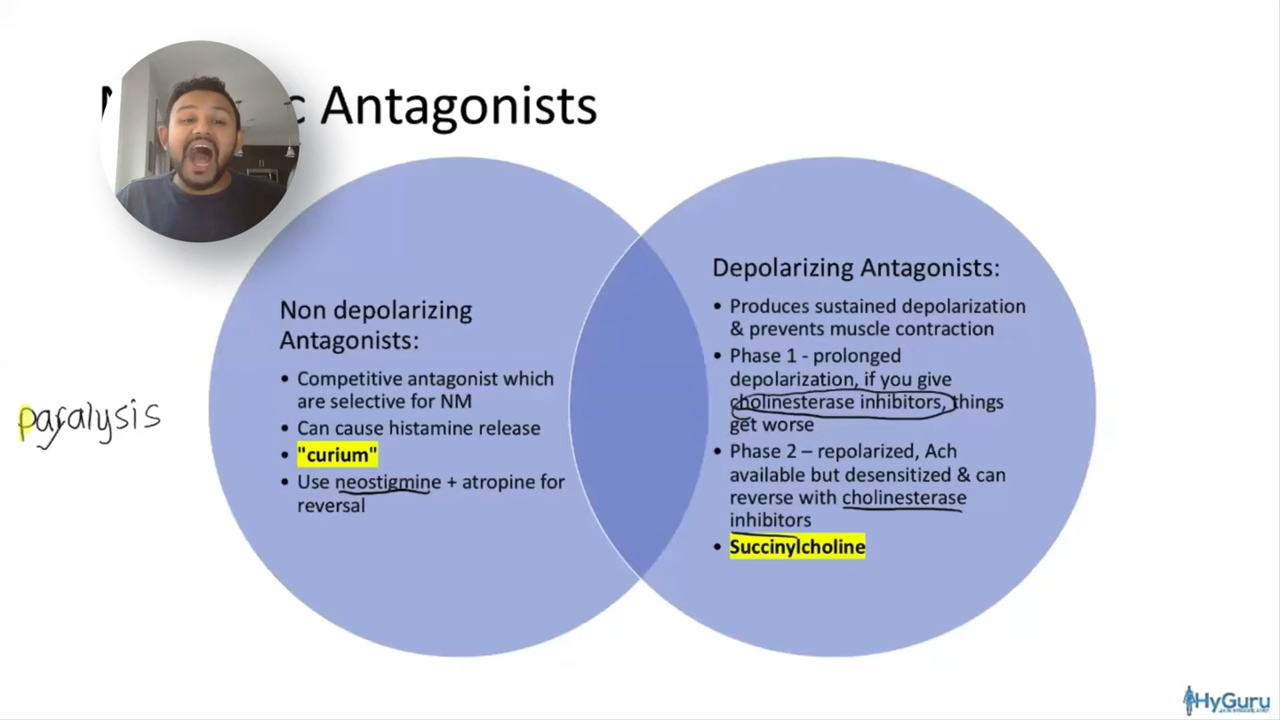 Antagonists
Non depolarizing
Antagonists:
• Competitive antagonist which
are selective for NM
• Can cause histamine release
• "curium"
• Use neostigmine + atropine for
reversal
Depolarizing Antagonists:
• Produces sustained depolarization
& prevents muscle contraction
• Phase 1 - prolonged
depolarization, if you give
cholinesterase inhibitors, things
get worse
• Phase 2 – repolarized, Ach
available but desensitized & can
reverse with cholinesterase
inhibitors
• Succinylcholine
paralysis
HyGuru